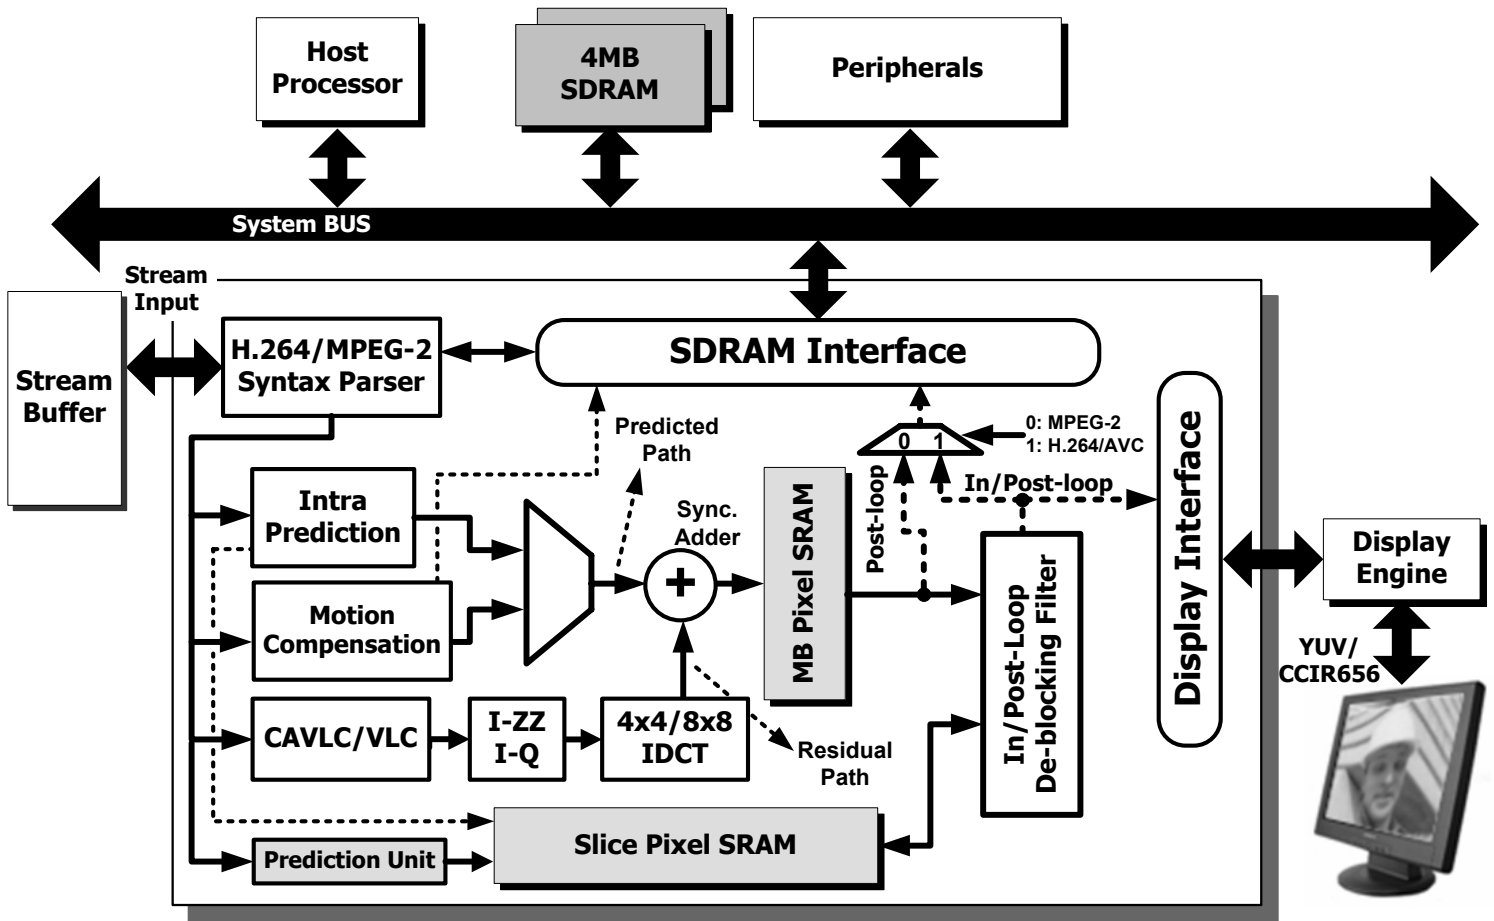 Host
Processor
4MB
SDRAM
Peripherals
System BUS
Stream
Input
Stream
Buffer
H.264/MPEG-2
Syntax Parser
SDRAM Interface
0: MPEG-2
1: H.264/AVC
0 1
Predicted
Path
Post-loop
In/Post-loop
Intra
Prediction
Sync.
Adder
+
MB Pixel SRAM
Motion
Compensation
In/Post-Loop
De-blocking Filter
Display Interface
Display
Engine
YUV/
CCIR656
CAVLC/VLC
I-ZZ
I-Q
4x4/8x8
IDCT
Residual
Path
Slice Pixel SRAM
Prediction Unit